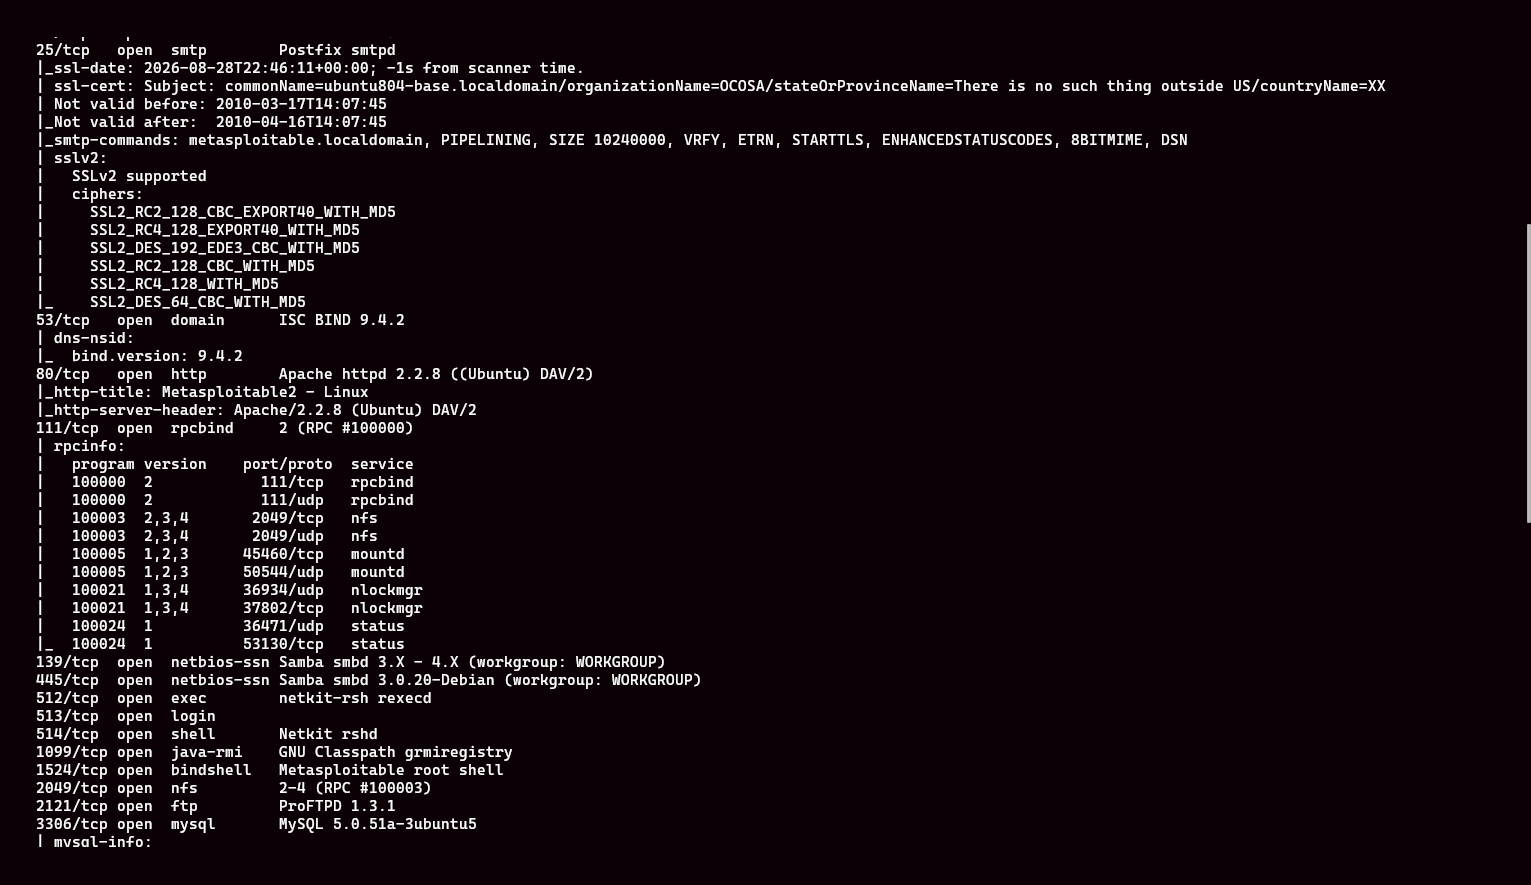 25/tcp   open  smtp        Postfix smtpd
|_ssl-date: 2026-08-28T22:46:11+00:00; -1s from scanner time.
| ssl-cert: Subject: commonName=ubuntu804-base.localdomain/organizationName=OCOSA/stateOrProvinceName=There is no such thing outside US/countryName=XX
| Not valid before: 2010-03-17T14:07:45
|_Not valid after:  2010-04-16T14:07:45
|_smtp-commands: metasploitable.localdomain, PIPELINING, SIZE 10240000, VRFY, ETRN, STARTTLS, ENHANCEDSTATUSCODES, 8BITMIME, DSN
| sslv2:
|   SSLv2 supported
|   ciphers:
|     SSL2_RC2_128_CBC_EXPORT40_WITH_MD5
|     SSL2_RC4_128_EXPORT40_WITH_MD5
|     SSL2_DES_192_EDE3_CBC_WITH_MD5
|     SSL2_RC2_128_CBC_WITH_MD5
|     SSL2_RC4_128_WITH_MD5
|_    SSL2_DES_64_CBC_WITH_MD5
53/tcp   open  domain      ISC BIND 9.4.2
| dns-nsid:
|_  bind.version: 9.4.2
80/tcp   open  http        Apache httpd 2.2.8 ((Ubuntu) DAV/2)
|_http-title: Metasploitable2 - Linux
|_http-server-header: Apache/2.2.8 (Ubuntu) DAV/2
111/tcp  open  rpcbind     2 (RPC #100000)
| rpcinfo:
|   program version    port/proto  service
|   100000  2            111/tcp   rpcbind
|   100000  2            111/udp   rpcbind
|   100003  2,3,4       2049/tcp   nfs
|   100003  2,3,4       2049/udp   nfs
|   100005  1,2,3      45460/tcp   mountd
|   100005  1,2,3      50544/udp   mountd
|   100021  1,3,4      36934/udp   nlockmgr
|   100021  1,3,4      37802/tcp   nlockmgr
|   100024  1          36471/udp   status
|_  100024  1          53130/tcp   status
139/tcp  open  netbios-ssn Samba smbd 3.X - 4.X (workgroup: WORKGROUP)
445/tcp  open  netbios-ssn Samba smbd 3.0.20-Debian (workgroup: WORKGROUP)
512/tcp  open  exec        netkit-rsh rexecd
513/tcp  open  login
514/tcp  open  shell       Netkit rshd
1099/tcp open  java-rmi    GNU Classpath grmiregistry
1524/tcp open  bindshell   Metasploitable root shell
2049/tcp open  nfs         2-4 (RPC #100003)
2121/tcp open  ftp         ProFTPD 1.3.1
3306/tcp open  mysql       MySQL 5.0.51a-3ubuntu5
| mysql-info: